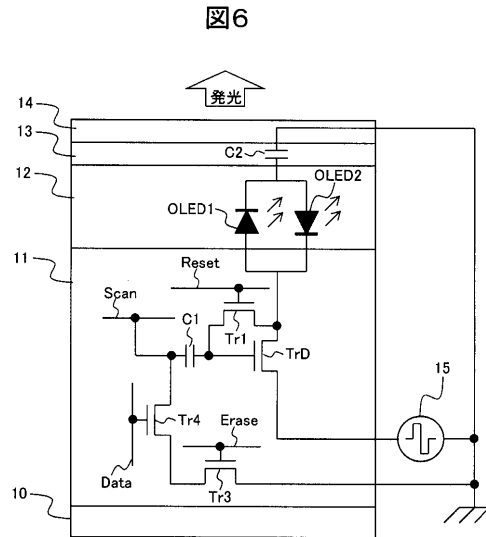 図6
発光
14
13
C2
12
OLED2
OLED1
11
Reset
Scan
C1
Tr1
TrD
15
Tr4
Erase
Data
Tr3
10